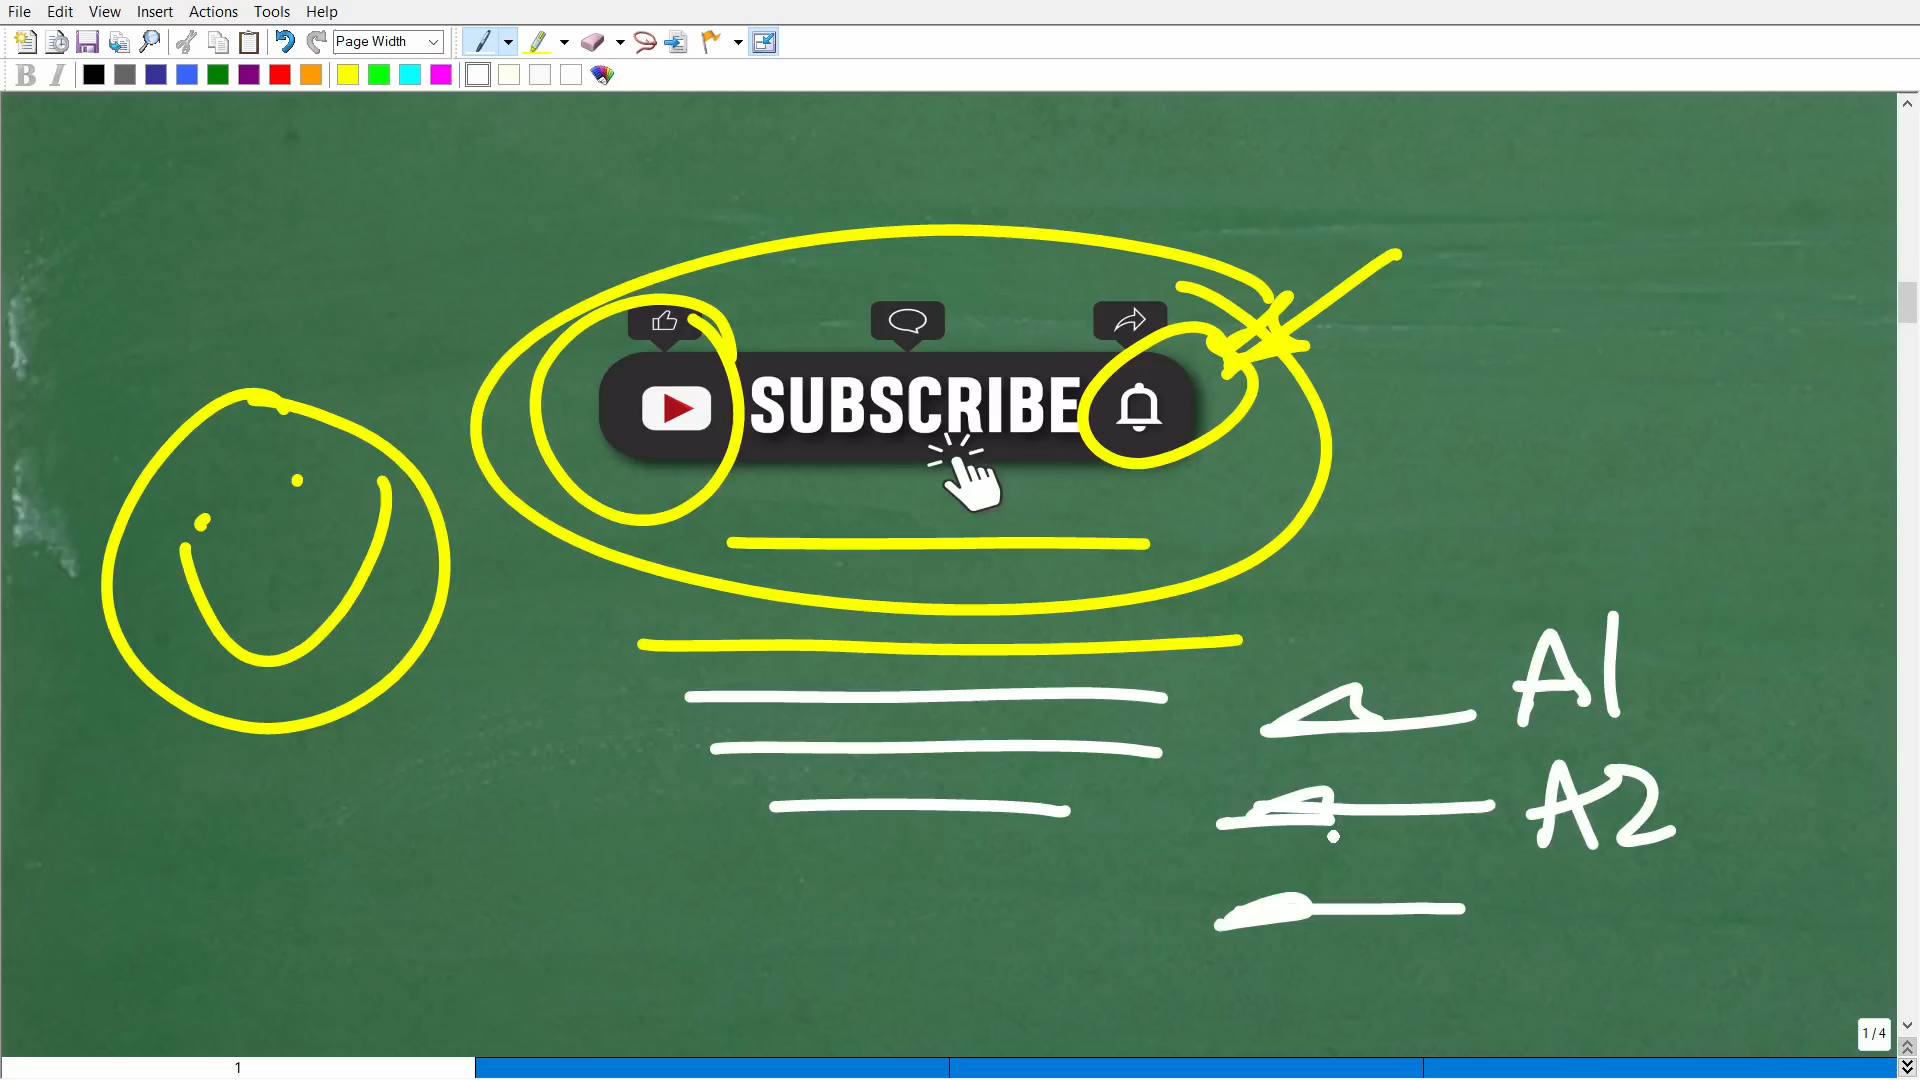 File Edit View Insert Actions Tools Help
Page Width
B I
SUBSCRIBE
A1
A2
1 / 4
1